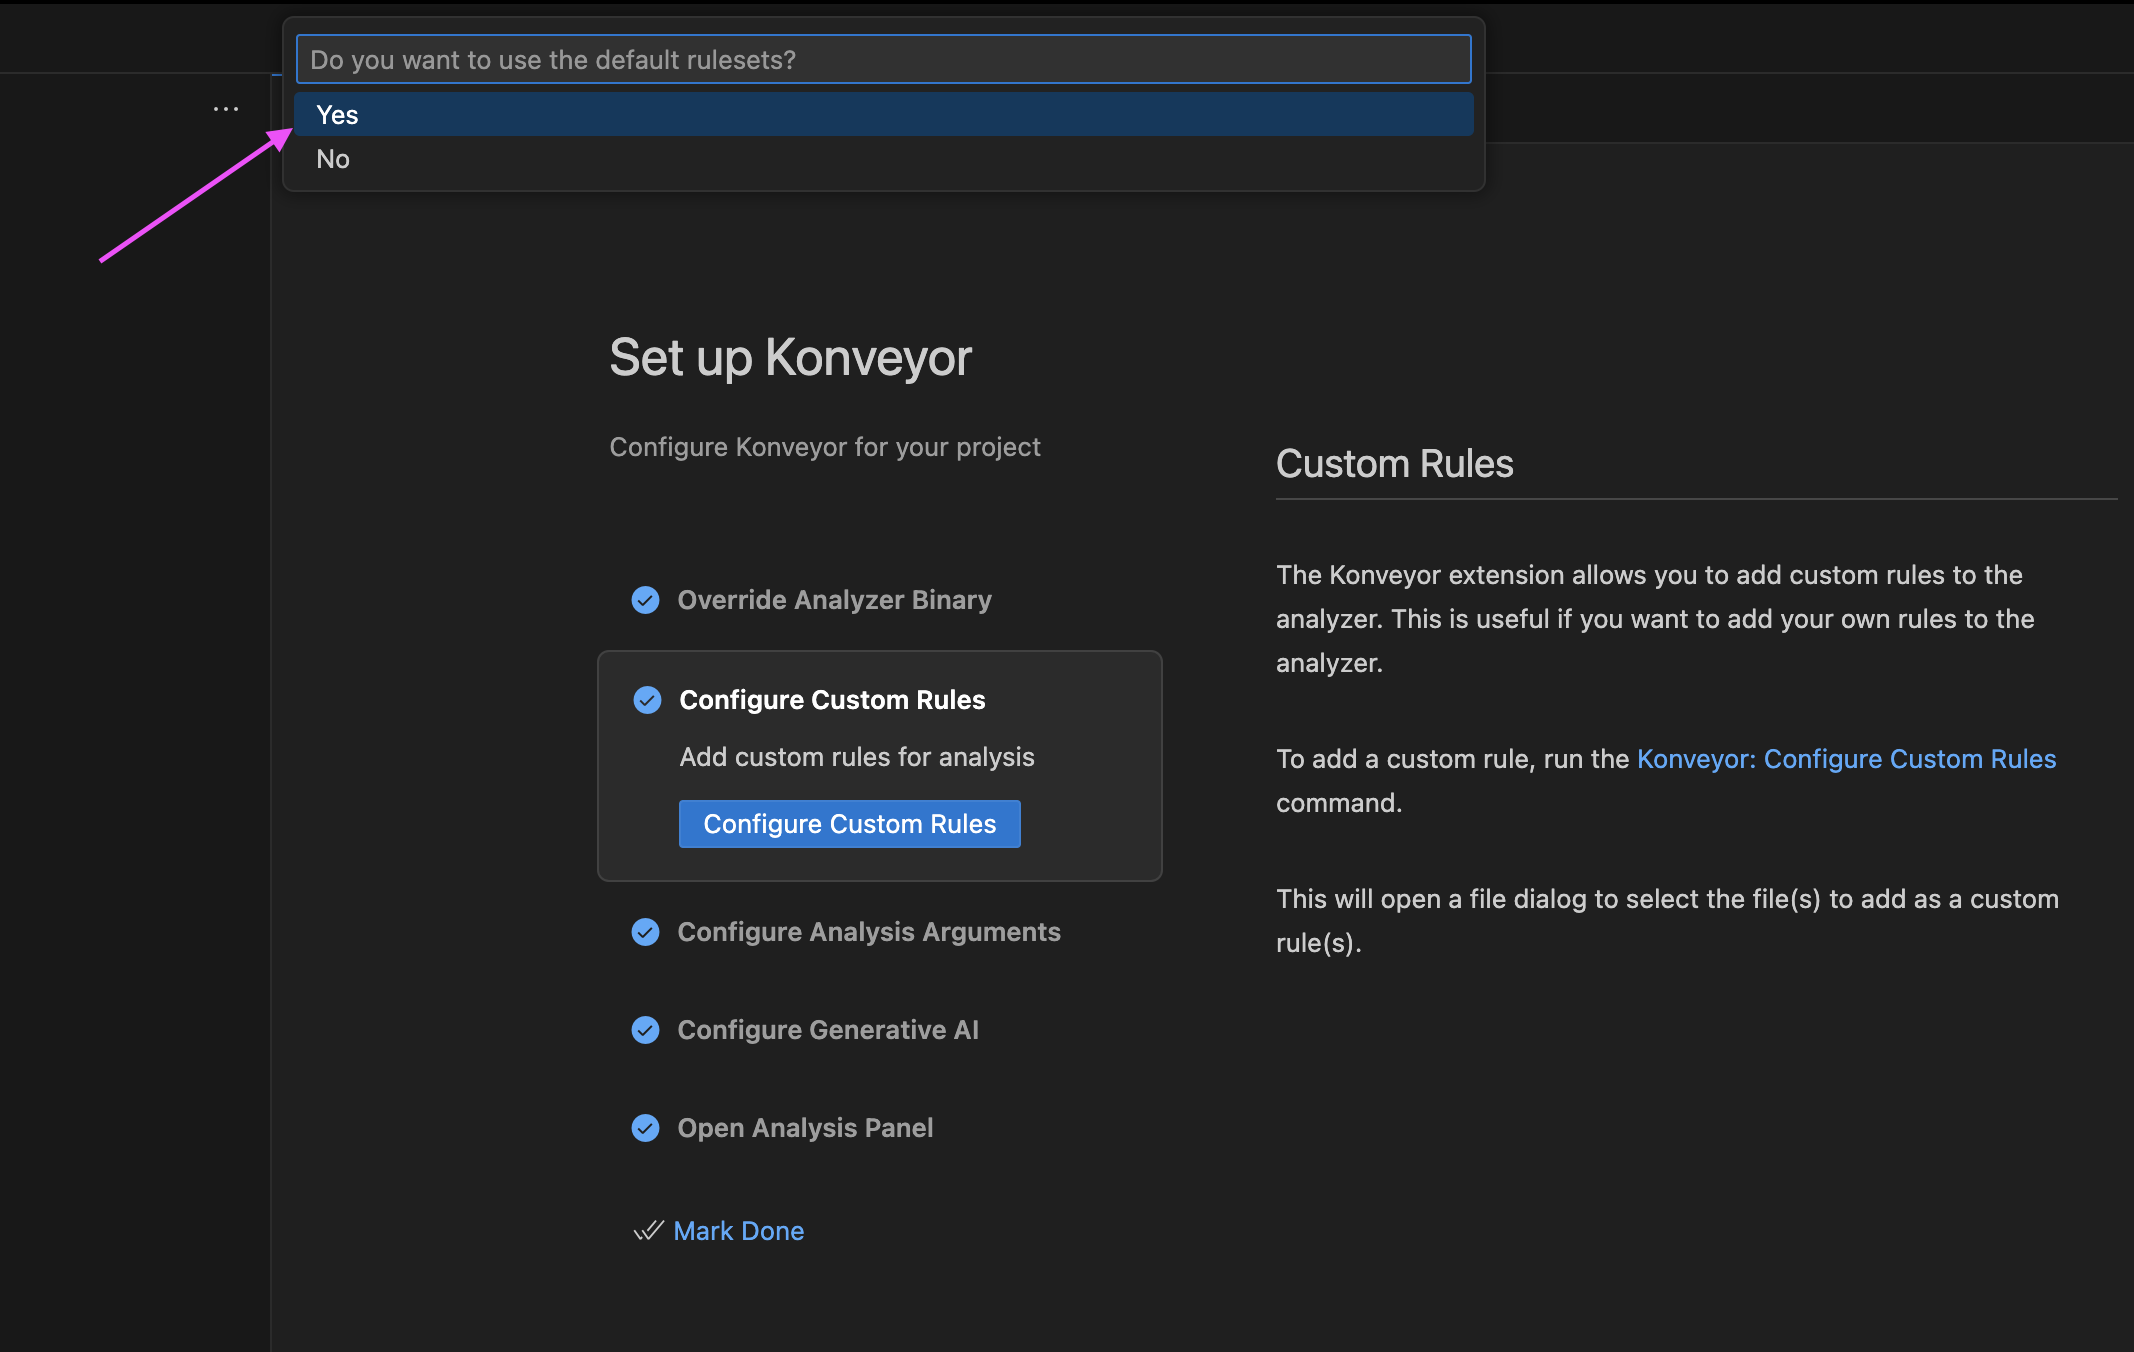 Do you want to use the default rulesets?
Yes
No
Set up Konveyor
Configure Konveyor for your project
Override Analyzer Binary
Configure Custom Rules
Add custom rules for analysis
Configure Custom Rules
Configure Analysis Arguments
Configure Generative AI
Open Analysis Panel
Mark Done
Custom Rules
The Konveyor extension allows you to add custom rules to the
analyzer. This is useful if you want to add your own rules to the
analyzer.
To add a custom rule, run the Konveyor: Configure Custom Rules
command.
This will open a file dialog to select the file(s) to add as a custom
rule(s).